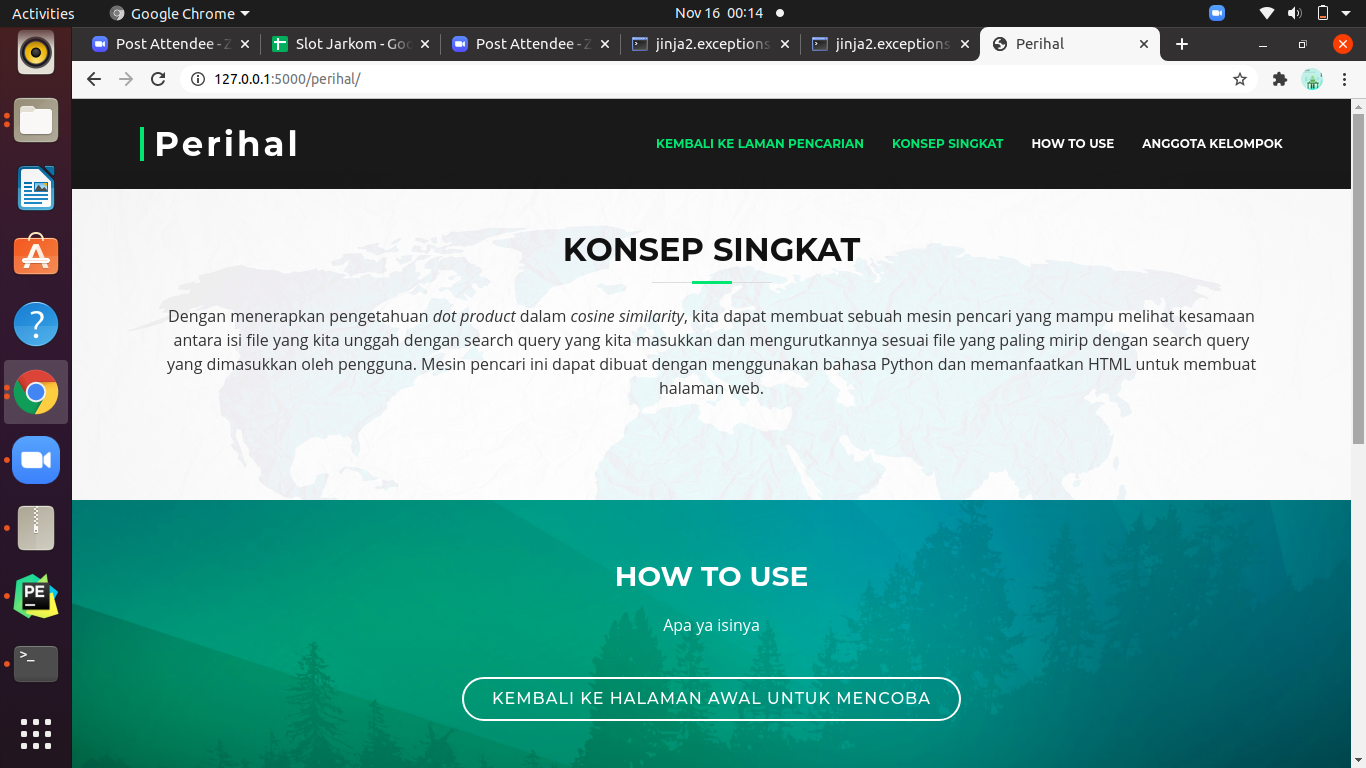 Activities
Google Chrome
Nov 16 00:14
Post Attendee - Z
Slot Jarkom - Goo
Post Attendee - Z
jinja2.exceptions
jinja2.exceptions
Perihal
127.0.0.1:5000/perihal/
Perihal
KEMBALI KE LAMAN PENCARIAN
KONSEP SINGKAT
HOW TO USE
ANGGOTA KELOMPOK
KONSEP SINGKAT
Dengan menerapkan pengetahuan dot product dalam cosine similarity, kita dapat membuat sebuah mesin pencari yang mampu melihat kesamaan
antara isi file yang kita unggah dengan search query yang kita masukkan dan mengurutkannya sesuai file yang paling mirip dengan search query
yang dimasukkan oleh pengguna. Mesin pencari ini dapat dibuat dengan menggunakan bahasa Python dan memanfaatkan HTML untuk membuat
halaman web.
HOW TO USE
Apa ya isinya
KEMBALI KE HALAMAN AWAL UNTUK MENCOBA
PE
>_